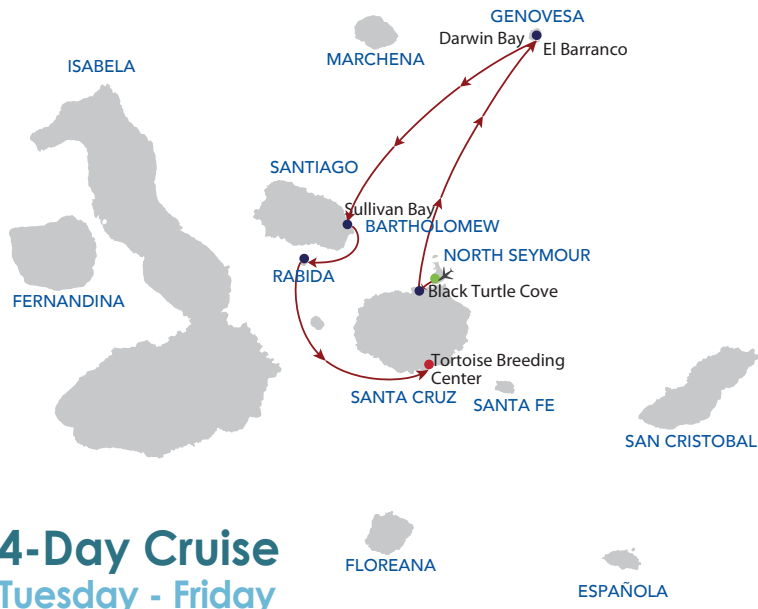 GENOVESA
Darwin Bay
El Barranco
MARCHENA
ISABELA
SANTIAGO
Sullivan Bay
BARTHOLOMEW
NORTH SEYMOUR
RABIDA
FERNANDINA
Black Turtle Cove
Tortoise Breeding
Center
SANTA CRUZ
SANTA FE
SAN CRISTOBAL
4-Day Cruise
Tuesday - Friday
FLOREANA
ESPAÑOLA